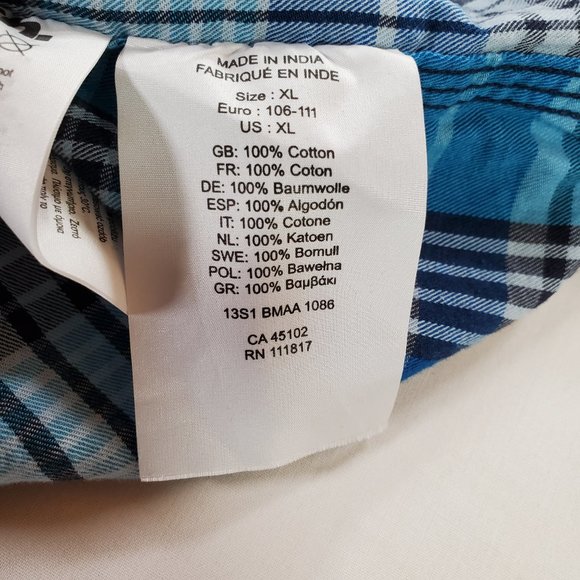 MADE IN INDIA
FABRIQUÉ EN INDE
Size : XL
Euro : 106-111
US : XL
GB: 100% Cotton
FR: 100% Coton
DE: 100% Baumwolle
ESP: 100% Algodón
IT: 100% Cotone
NL: 100% Katoen
SWE: 100% Bomull
POL: 100% Bawełna
GR: 100% Βαμβάκι
13S1 BMAA 1086
CA 45102
RN 111817